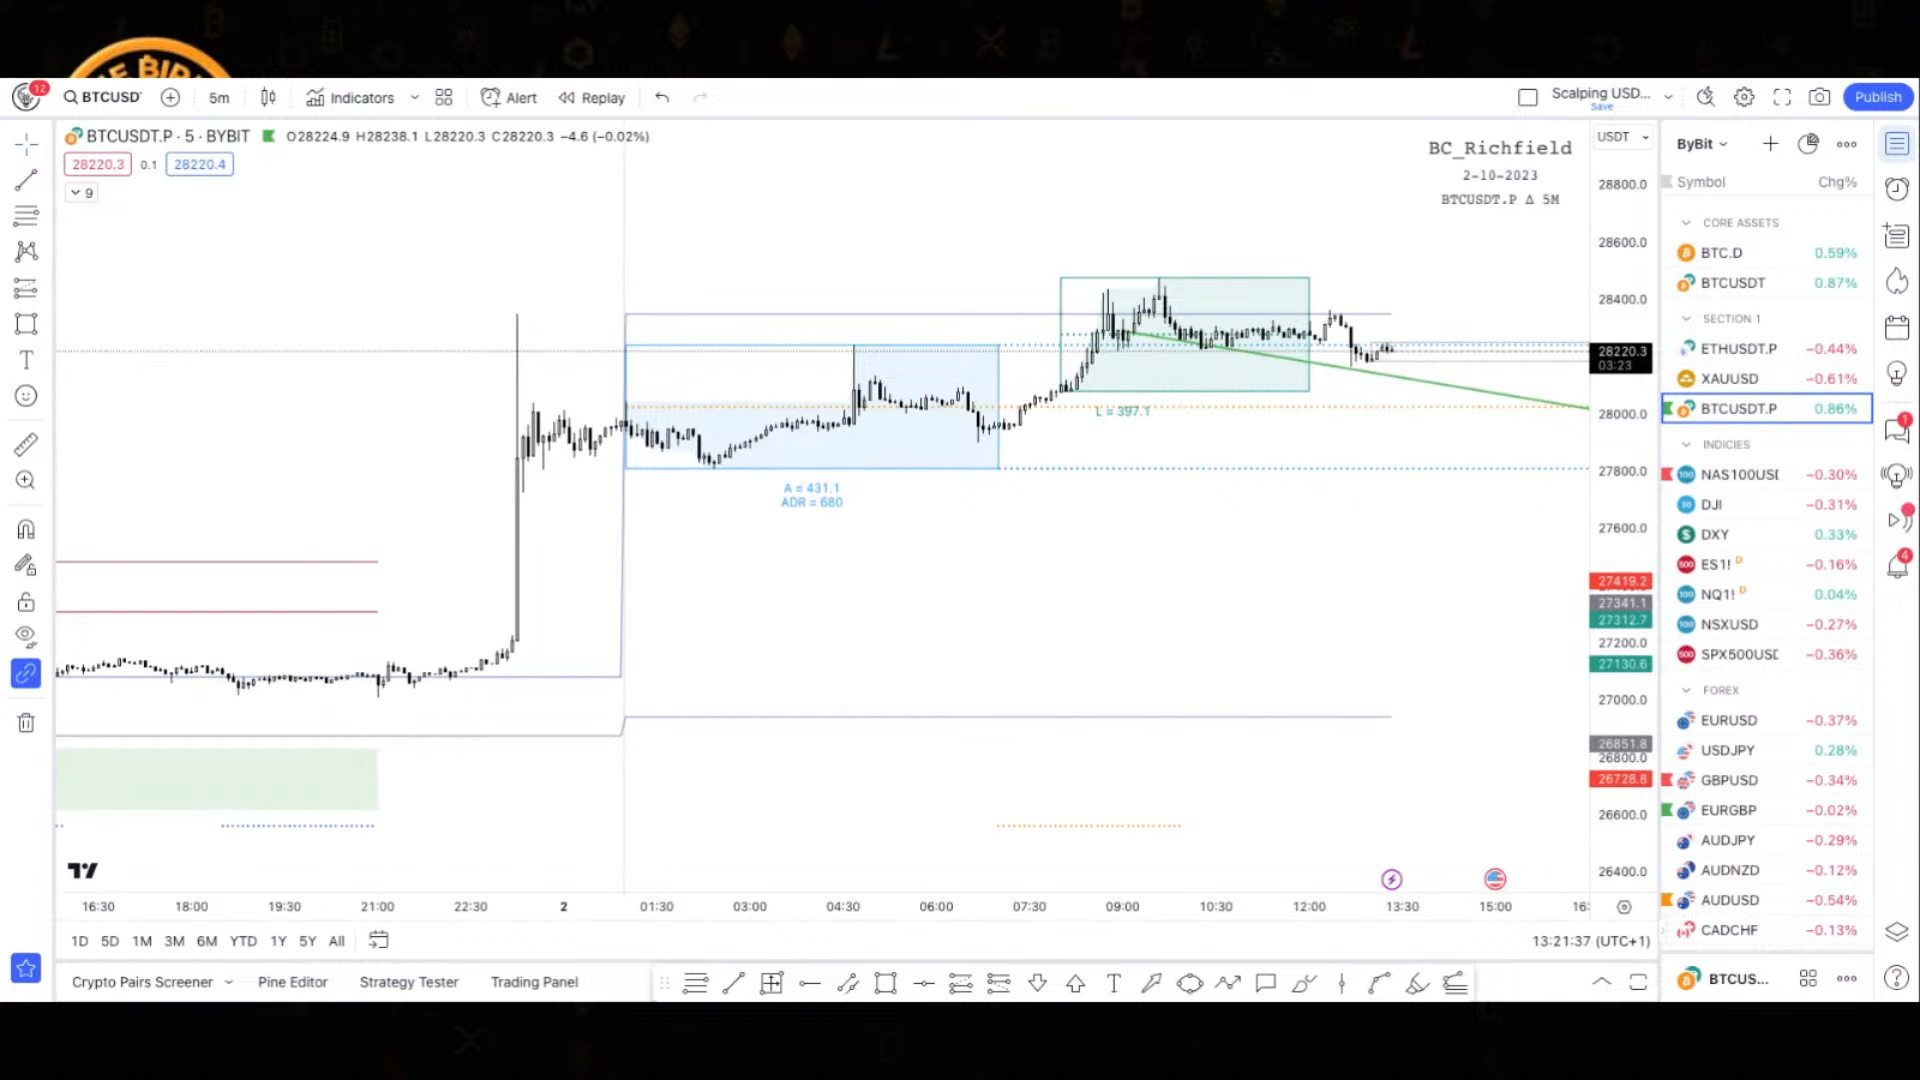 12
BTCUSD
5m
Indicators
Alert
Replay
Scalping USD...
Save
Publish
BTCUSDT.P · 5 · BYBIT
O28224.9 H28238.1 L28220.3 C28220.3 −4.6 (−0.02%)
28220.3
0.1
28220.4
9
BC_Richfield
2-10-2023
BTCUSDT.P Δ 5M
A = 431.1
ADR = 680
L = 397.1
USDT
28800.0
28600.0
28400.0
28220.3
03:23
28000.0
27800.0
27600.0
27419.2
27341.1
27312.7
27200.0
27130.6
27000.0
26851.8
26800.0
26728.8
26600.0
26400.0
16:30 18:00 19:30 21:00 22:30 2 01:30 03:00 04:30 06:00 07:30 09:00 10:30 12:00 13:30 15:00 16:
1D 5D 1M 3M 6M YTD 1Y 5Y All
13:21:37 (UTC+1)
Crypto Pairs Screener
Pine Editor
Strategy Tester
Trading Panel
ByBit
Symbol Chg%
CORE ASSETS
BTC.D 0.59%
BTCUSDT 0.87%
SECTION 1
ETHUSDT.P −0.44%
XAUUSD −0.61%
BTCUSDT.P 0.86%
INDICIES
NAS100USD −0.30%
DJI −0.31%
DXY 0.33%
ES1! D −0.16%
NQ1! D 0.04%
NSXUSD −0.27%
SPX500USD −0.36%
FOREX
EURUSD −0.37%
USDJPY 0.28%
GBPUSD −0.34%
EURGBP −0.02%
AUDJPY −0.29%
AUDNZD −0.12%
AUDUSD −0.54%
CADCHF −0.13%
BTCUS...
1
4